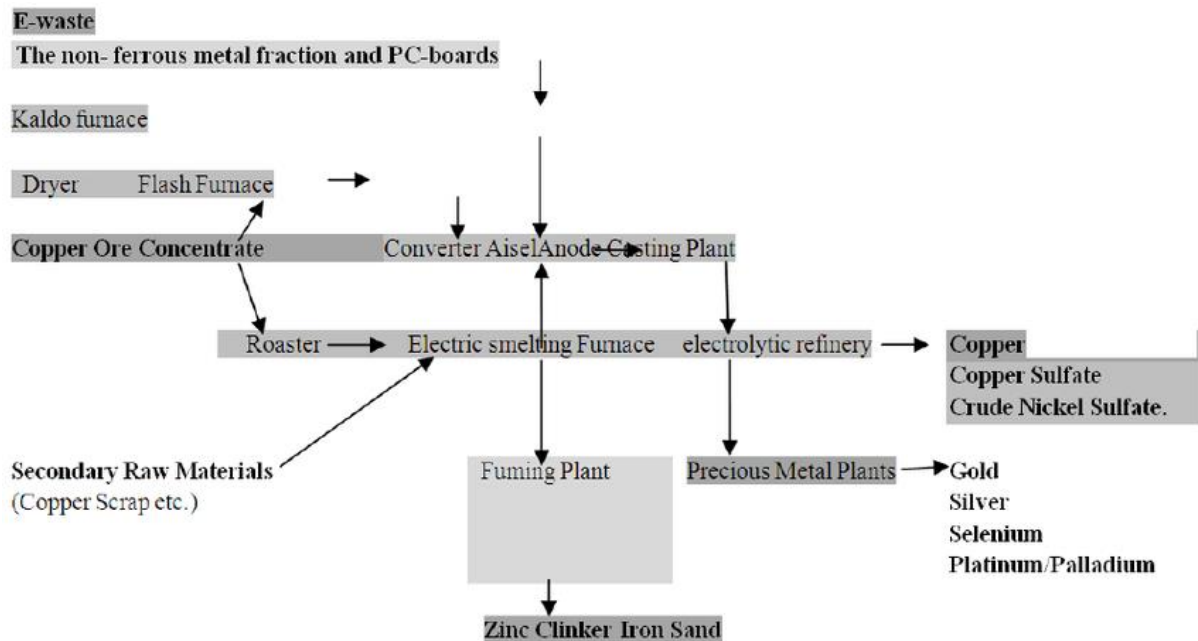 E-waste
The non- ferrous metal fraction and PC-boards
Kaldo furnace
Dryer Flash Furnace
Copper Ore Concentrate Converter AiselAnode Casting Plant
Roaster Electric smelting Furnace electrolytic refinery Copper
Copper Sulfate
Crude Nickel Sulfate.
Secondary Raw Materials Fuming Plant Precious Metal Plants Gold
(Copper Scrap etc.) Silver
Selenium
Platinum/Palladium
Zinc Clinker Iron Sand